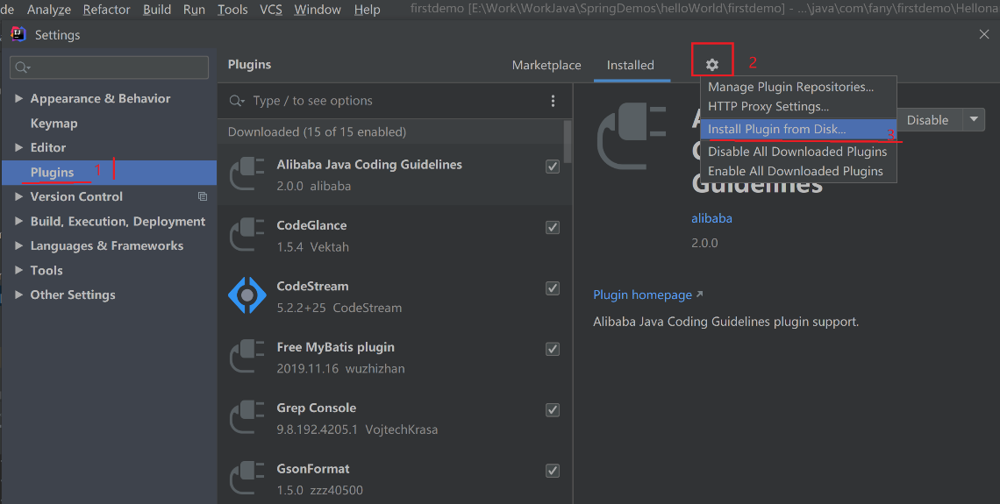 de Analyze Refactor Build Run Tools VCS Window Help firstdemo [E:\Work\WorkJava\SpringDemos\helloWorld\firstdemo] - ...\java\com\fany\firstdemo\Hellona
Settings
Plugins
Marketplace Installed
2
Manage Plugin Repositories...
HTTP Proxy Settings...
Install Plugin from Disk...
3
Disable All Downloaded Plugins
Enable All Downloaded Plugins
Appearance & Behavior
Keymap
Editor
Plugins 1
Version Control
Build, Execution, Deployment
Languages & Frameworks
Tools
Other Settings
Type / to see options
Downloaded (15 of 15 enabled)
Alibaba Java Coding Guidelines
2.0.0 alibaba
CodeGlance
1.5.4 Vektah
CodeStream
5.2.2+25 CodeStream
Free MyBatis plugin
2019.11.16 wuzhizhan
Grep Console
9.8.192.4205.1 VojtechKrasa
GsonFormat
1.5.0 zzz40500
Disable
Guidelines
alibaba
2.0.0
Plugin homepage
Alibaba Java Coding Guidelines plugin support.